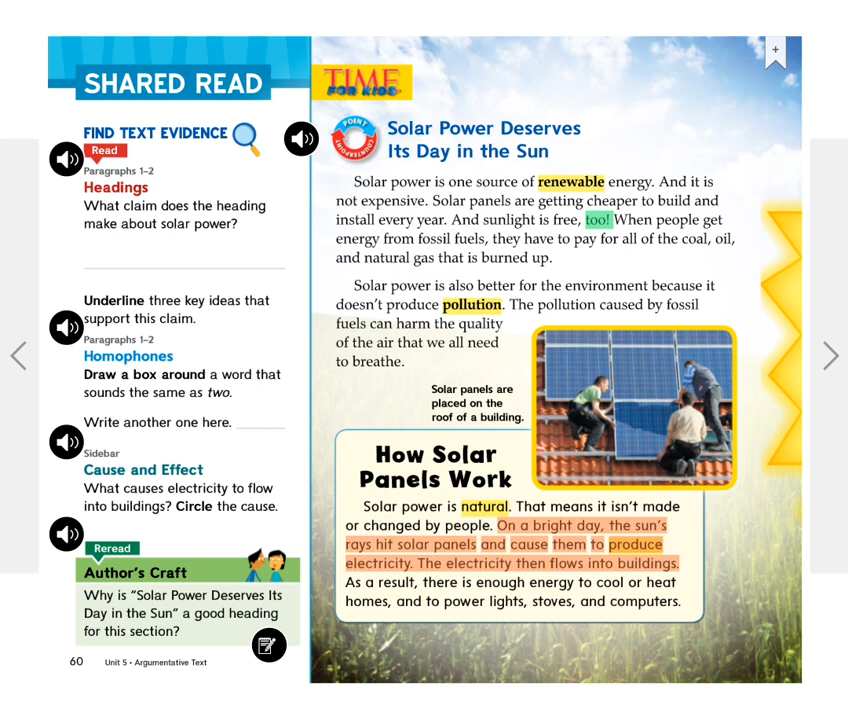 SHARED READ
FIND TEXT EVIDENCE
Read
Paragraphs 1–2
Headings
What claim does the heading
make about solar power?
Underline three key ideas that
support this claim.
Paragraphs 1–2
Homophones
Draw a box around a word that
sounds the same as two.
Write another one here.
Sidebar
Cause and Effect
What causes electricity to flow
into buildings? Circle the cause.
Reread
Author's Craft
Why is “Solar Power Deserves Its
Day in the Sun” a good heading
for this section?
60 Unit 5 • Argumentative Text
TIME
FOR KIDS
POINT
COUNTERPOINT
Solar Power Deserves
Its Day in the Sun
Solar power is one source of renewable energy. And it is
not expensive. Solar panels are getting cheaper to build and
install every year. And sunlight is free, too! When people get
energy from fossil fuels, they have to pay for all of the coal, oil,
and natural gas that is burned up.
Solar power is also better for the environment because it
doesn't produce pollution. The pollution caused by fossil
fuels can harm the quality
of the air that we all need
to breathe.
Solar panels are
placed on the
roof of a building.
How Solar
Panels Work
Solar power is natural. That means it isn't made
or changed by people. On a bright day, the sun's
rays hit solar panels and cause them to produce
electricity. The electricity then flows into buildings.
As a result, there is enough energy to cool or heat
homes, and to power lights, stoves, and computers.